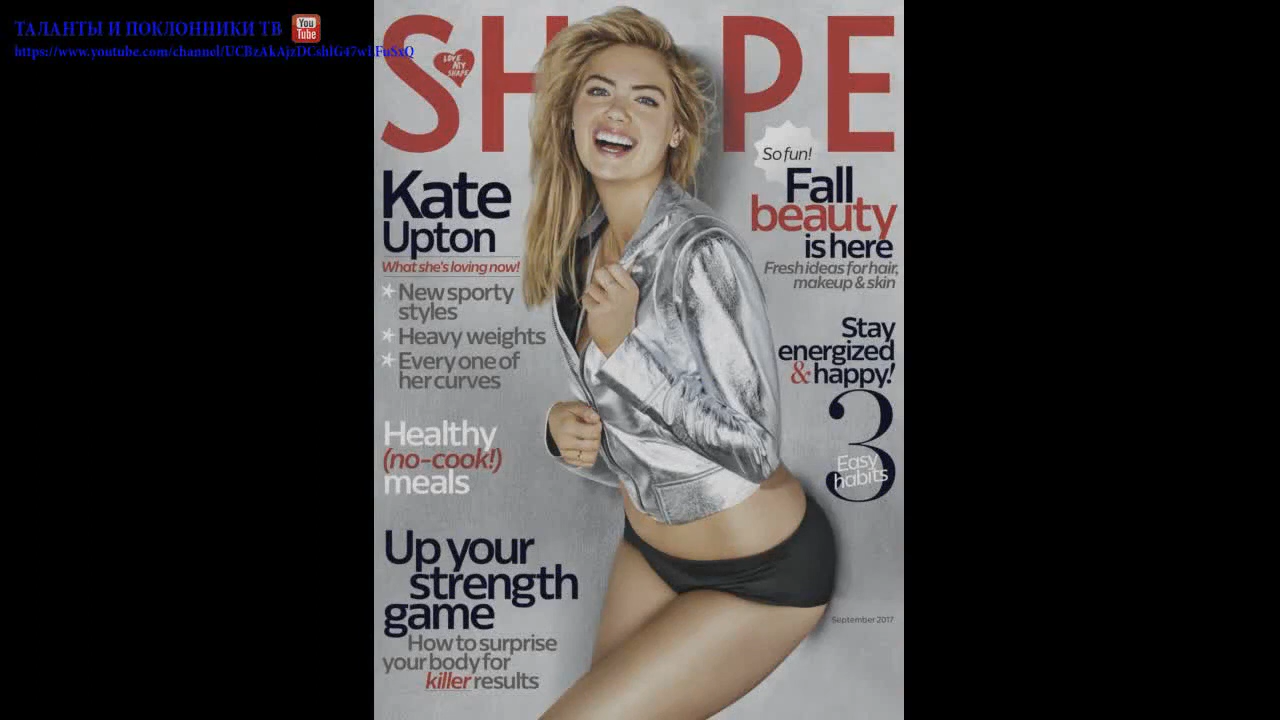 ТАЛАНТЫ И ПОКЛОННИКИ ТВ
You
Tube
SHAPE
LOVE
MY
SHAPE
So fun!
Kate
Upton
What she's loving now!
New sporty
styles
Heavy weights
Every one of
her curves
Healthy
(no-cook!)
meals
Up your
strength
game
How to surprise
your body for
killer results
Fall
beauty
is here
Fresh ideas for hair,
makeup & skin
Stay
energized
& happy!
3
Easy
habits
September 2017